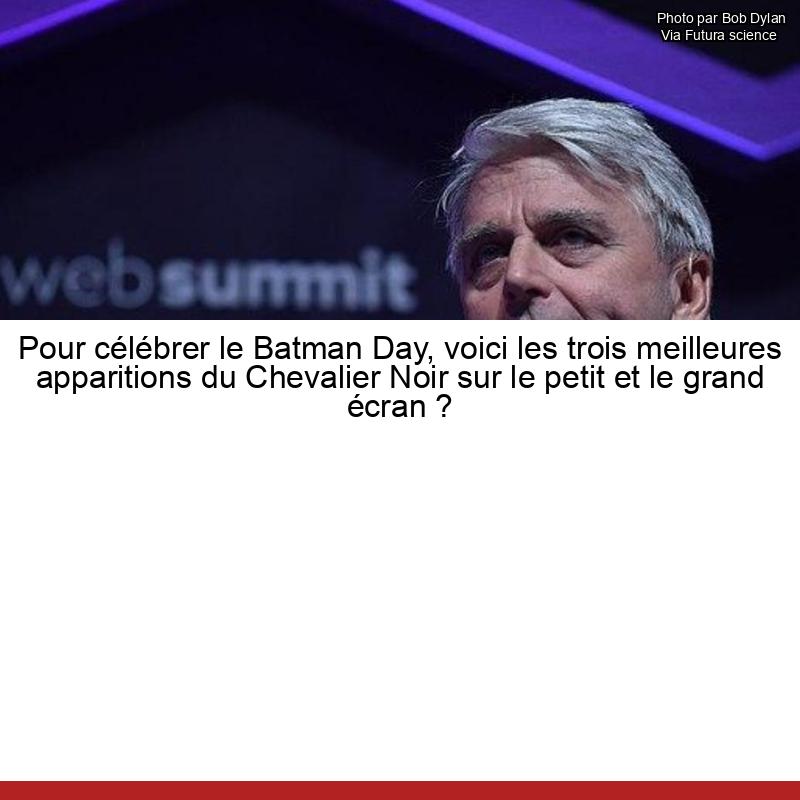 Photo par Bob Dylan
Via Futura science
websummit
Pour célébrer le Batman Day, voici les trois meilleures
apparitions du Chevalier Noir sur le petit et le grand
écran ?